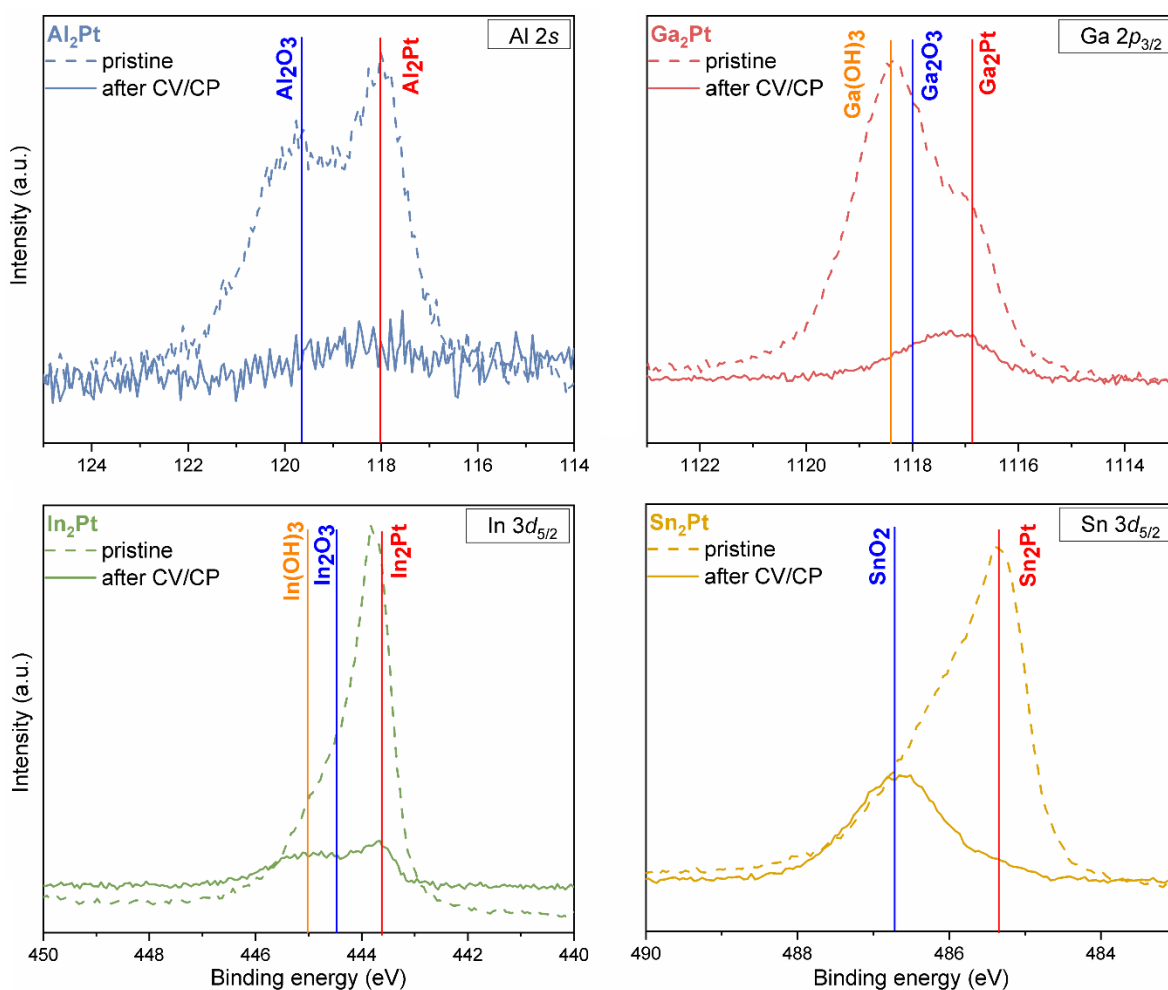 Al2Pt
pristine
after CV/CP
Al2O3
Al2Pt
Al 2s
Intensity (a.u.)
124 122 120 118 116 114
Ga2Pt
pristine
after CV/CP
Ga(OH)3
Ga2O3
Ga2Pt
Ga 2p3/2
1122 1120 1118 1116 1114
In2Pt
pristine
after CV/CP
In(OH)3
In2O3
In2Pt
In 3d5/2
Intensity (a.u.)
450 448 446 444 442 440
Binding energy (eV)
Sn2Pt
pristine
after CV/CP
SnO2
Sn2Pt
Sn 3d5/2
490 488 486 484
Binding energy (eV)